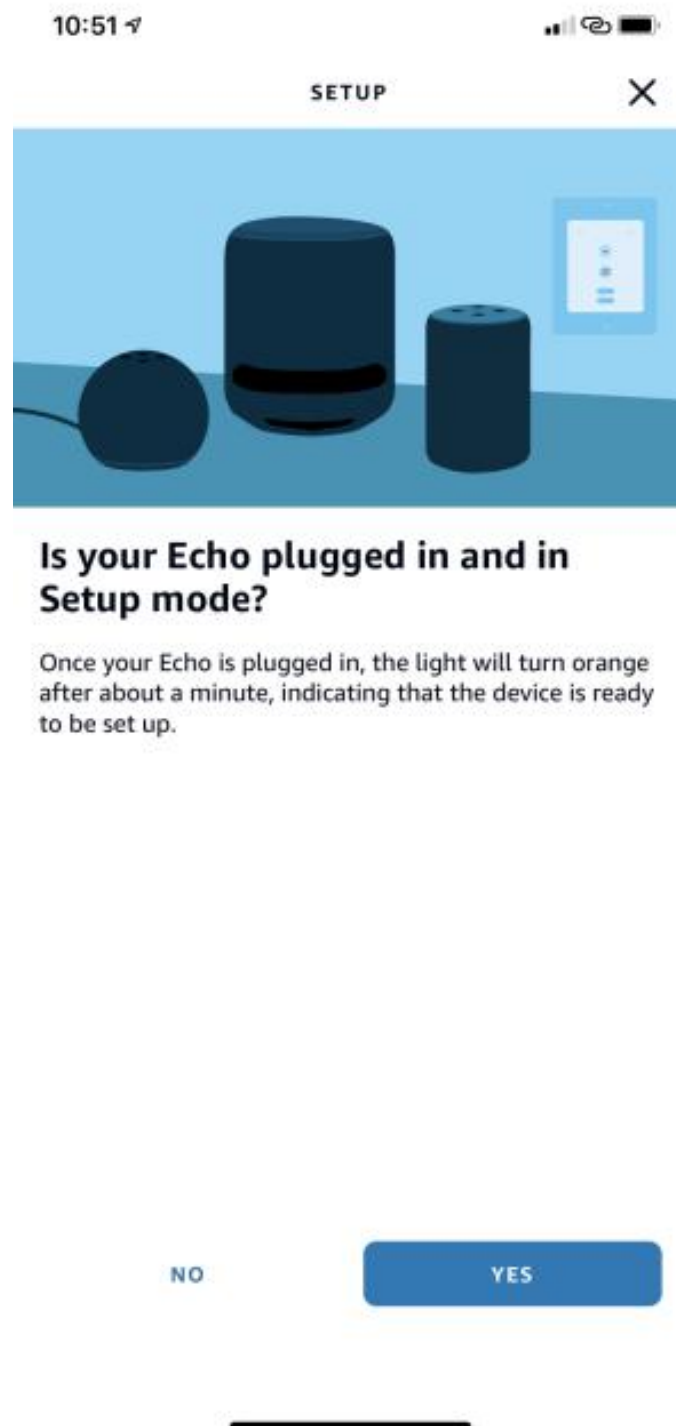 10:51
SETUP
Is your Echo plugged in and in
Setup mode?
Once your Echo is plugged in, the light will turn orange
after about a minute, indicating that the device is ready
to be set up.
NO
YES